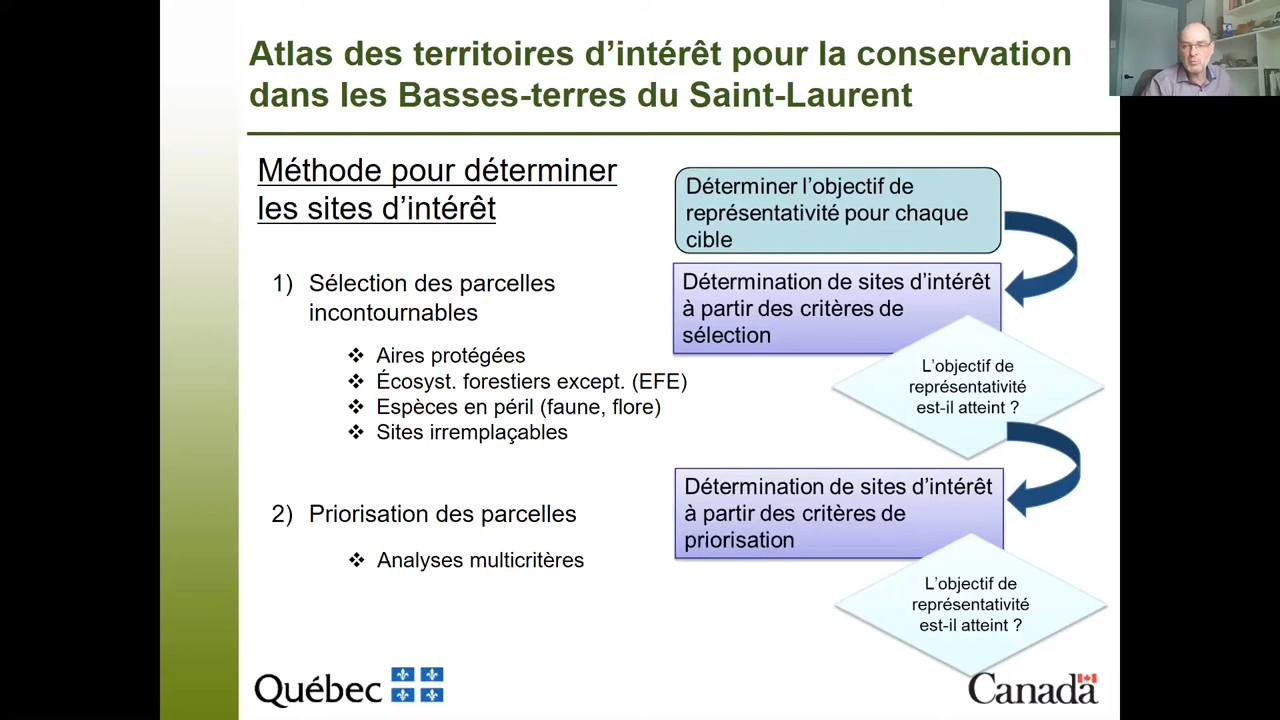 Atlas des territoires d’intérêt pour la conservation
dans les Basses-terres du Saint-Laurent
Méthode pour déterminer
les sites d’intérêt
1) Sélection des parcelles
incontournables
❖ Aires protégées
❖ Écosyst. forestiers except. (EFE)
❖ Espèces en péril (faune, flore)
❖ Sites irremplaçables
2) Priorisation des parcelles
❖ Analyses multicritères
Déterminer l’objectif de
représentativité pour chaque
cible
Détermination de sites d’intérêt
à partir des critères de
sélection
L’objectif de
représentativité
est-il atteint ?
Détermination de sites d’intérêt
à partir des critères de
priorisation
L’objectif de
représentativité
est-il atteint ?
Québec
Canada